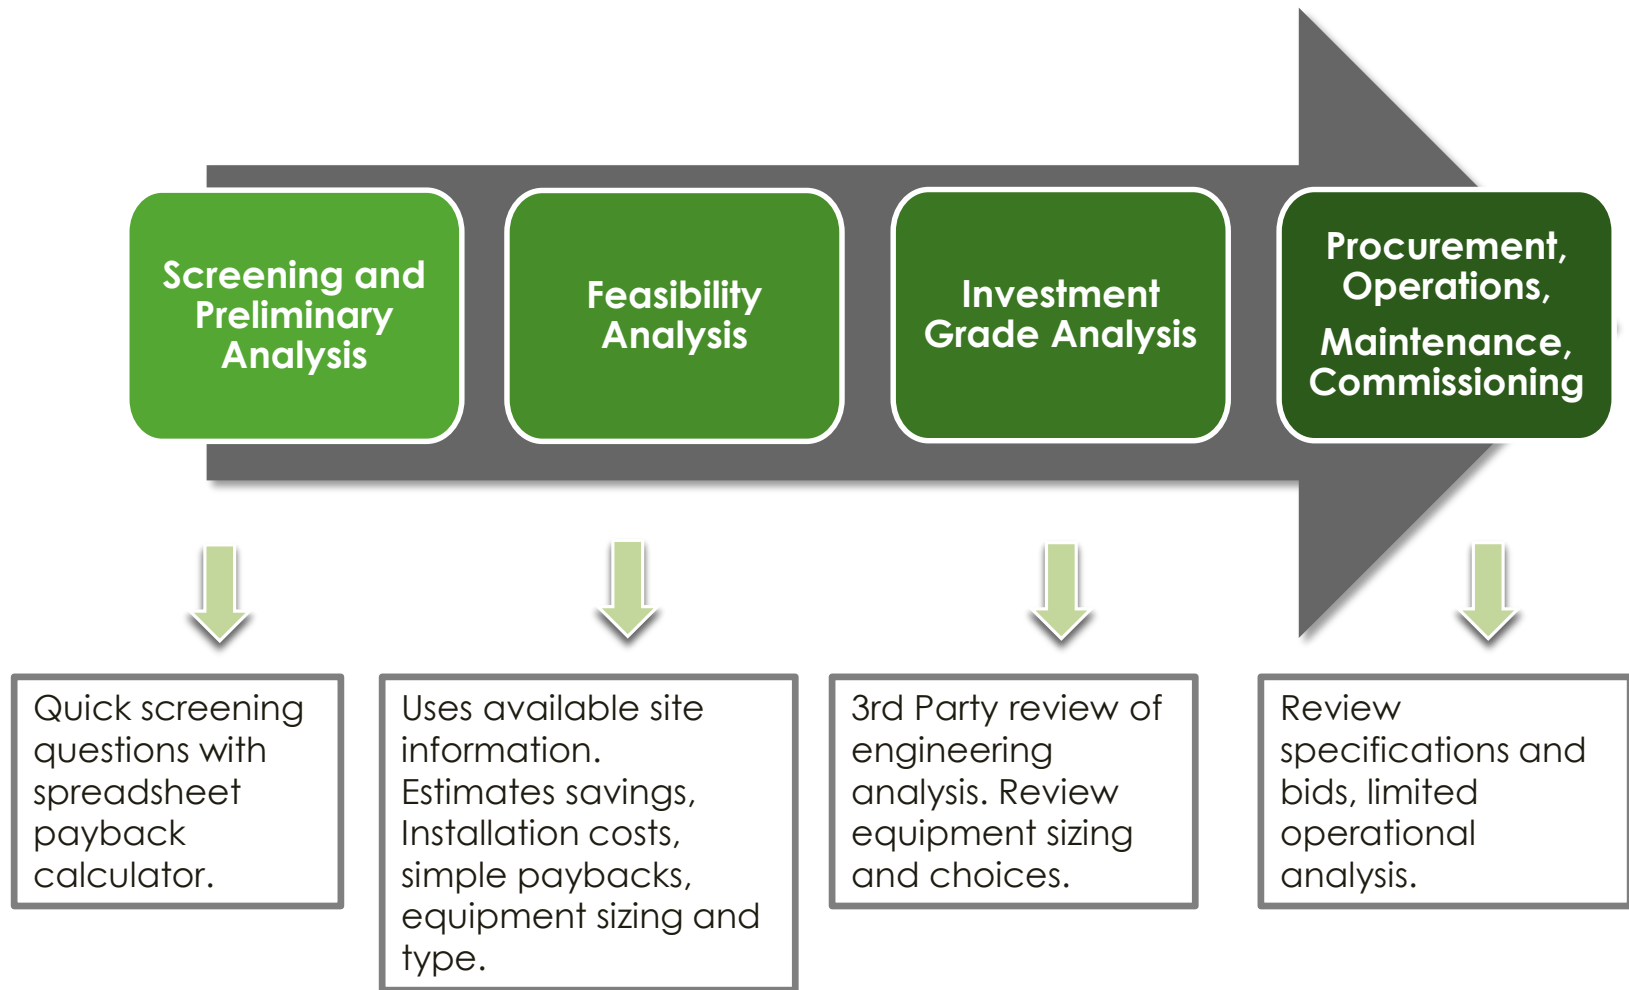 Screening and
Preliminary
Analysis
Feasibility
Analysis
Investment
Grade Analysis
Procurement,
Operations,
Maintenance,
Commissioning
Quick screening
questions with
spreadsheet
payback
calculator.
Uses available site
information.
Estimates savings,
Installation costs,
simple paybacks,
equipment sizing and
type.
3rd Party review of
engineering
analysis. Review
equipment sizing
and choices.
Review
specifications and
bids, limited
operational
analysis.